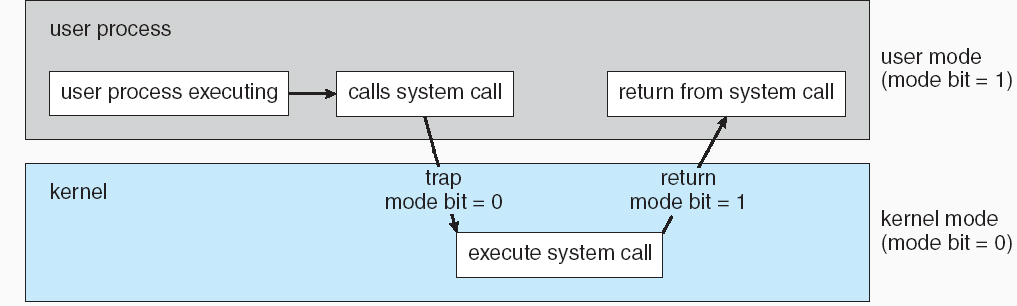 user process
user process executing
calls system call
return from system call
user mode
(mode bit = 1)
kernel
trap
mode bit = 0
return
mode bit = 1
execute system call
kernel mode
(mode bit = 0)